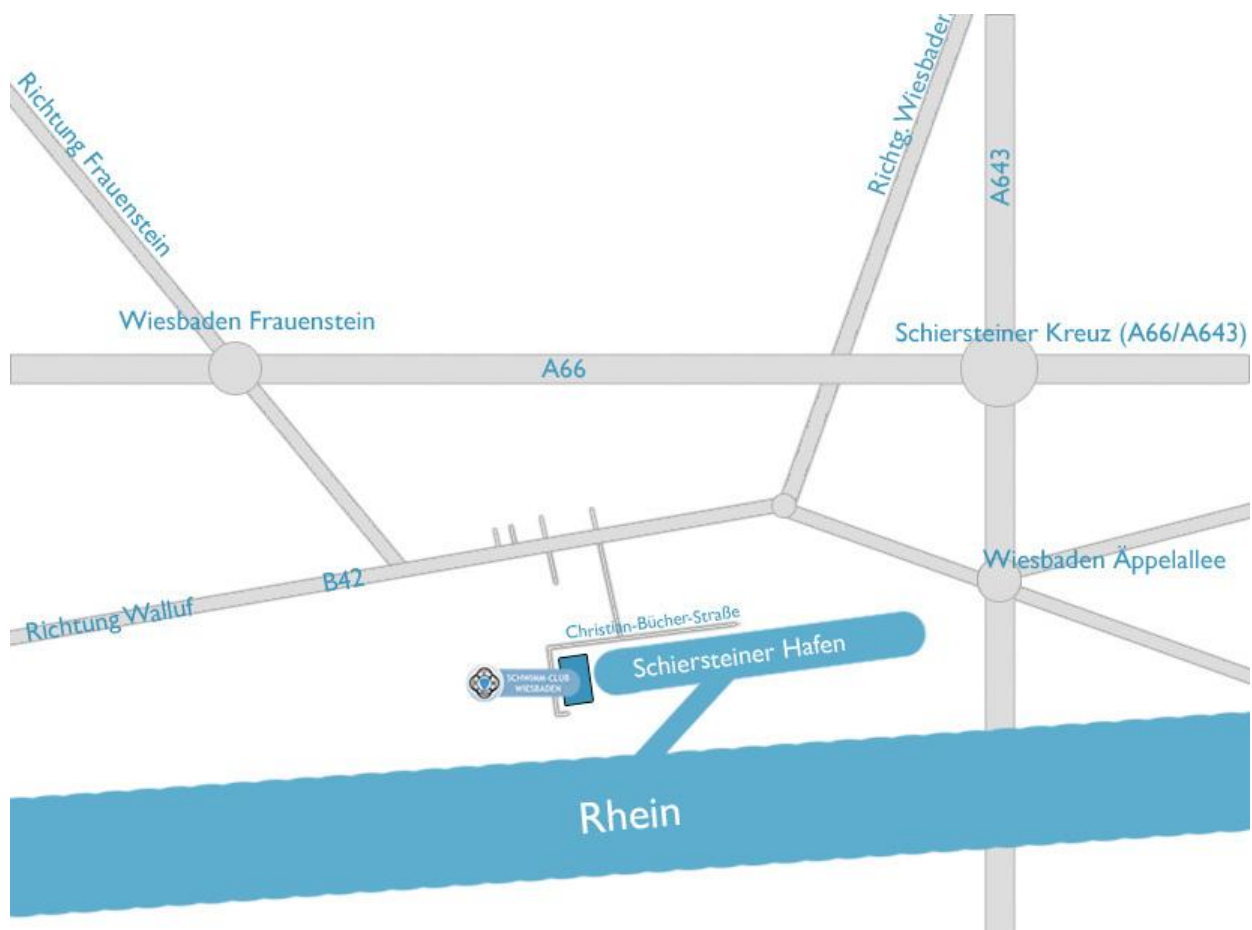 Richtung Frauenstein
Richtg. Wiesbaden
A643
Wiesbaden Frauenstein
Schiersteiner Kreuz (A66/A643)
A66
Wiesbaden Äppelallee
B42
Richtung Walluf
Christian-Bücher-Straße
Schiersteiner Hafen
SCHWIMM-CLUB
WIESBADEN
Rhein